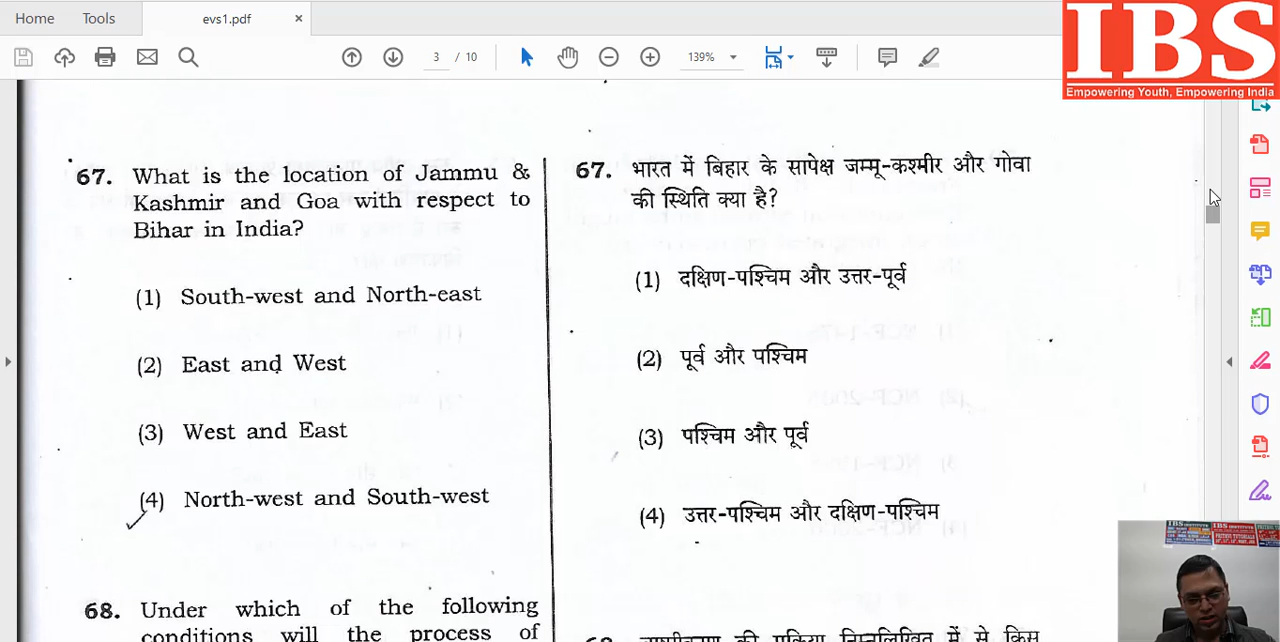 Home Tools evs1.pdf ×
3 / 10 139%
IBS
Empowering Youth, Empowering India
67. What is the location of Jammu &
Kashmir and Goa with respect to
Bihar in India?
(1) South-west and North-east
(2) East and West
(3) West and East
(4) North-west and South-west
68. Under which of the following
conditions will the process of
67. भारत में बिहार के सापेक्ष जम्मू-कश्मीर और गोवा
की स्थिति क्या है?
(1) दक्षिण-पश्चिम और उत्तर-पूर्व
(2) पूर्व और पश्चिम
(3) पश्चिम और पूर्व
(4) उत्तर-पश्चिम और दक्षिण-पश्चिम